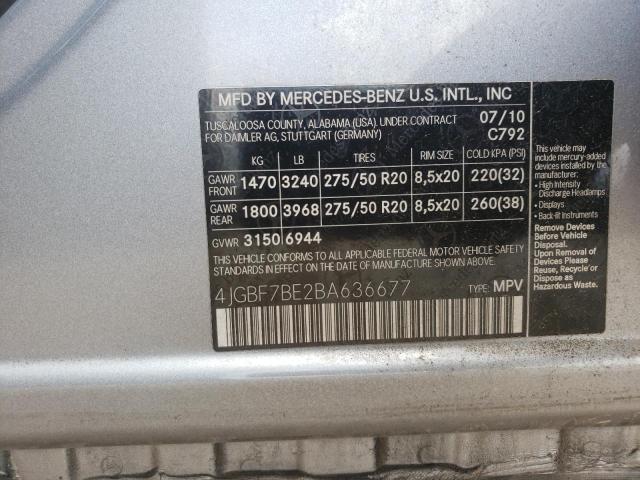 MFD BY MERCEDES-BENZ U.S. INTL., INC
TUSCALOOSA COUNTY, ALABAMA (USA). UNDER CONTRACT 07/10
FOR DAIMLER AG, STUTTGART (GERMANY) C792
KG LB TIRES RIM SIZE COLD KPA (PSI)
GAWR FRONT 1470 3240 275/50 R20 8,5x20 220(32)
GAWR REAR 1800 3968 275/50 R20 8,5x20 260(38)
GVWR 3150 6944
THIS VEHICLE CONFORMS TO ALL APPLICABLE FEDERAL MOTOR VEHICLE SAFETY
STANDARDS IN EFFECT ON THE DATE OF MANUFACTURE SHOWN ABOVE.
4JGBF7BE2BA636677 TYPE: MPV
This vehicle may
include mercury-added
devices installed by the
manufacturer:
• High Intensity
Discharge Headlamps
• Displays
• Back-lit Instruments
Remove Devices
Before Vehicle
Disposal.
Upon Removal of
Devices Please
Reuse, Recycle or
Dispose as
Hazardous Waste.